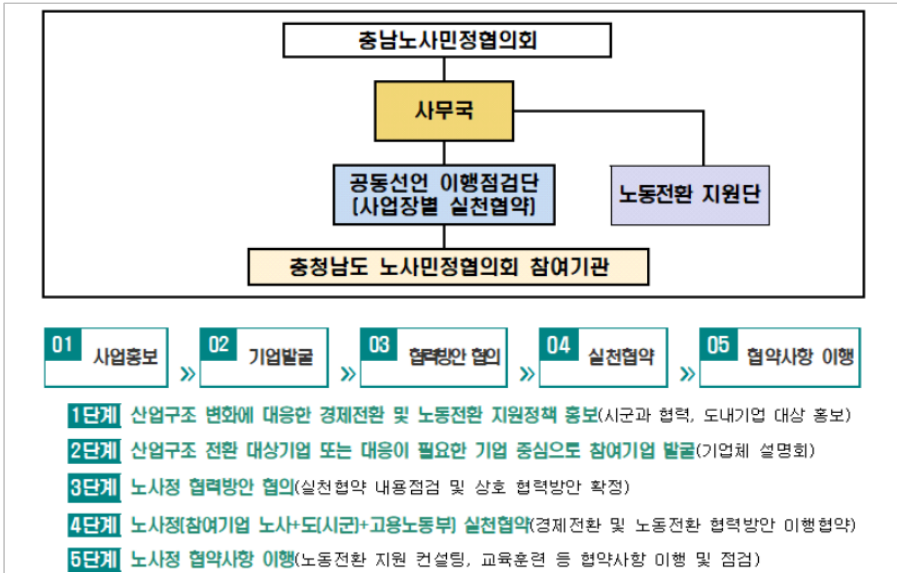 충남노사민정협의회
사무국
공동선언 이행점검단
(사업장별 실천협약)
노동전환 지원단
충청남도 노사민정협의회 참여기관
01 사업홍보 » 02 기업발굴 » 03 협력방안 협의 » 04 실천협약 » 05 협약사항 이행
1단계 산업구조 변화에 대응한 경제전환 및 노동전환 지원정책 홍보(시군과 협력, 도내기업 대상 홍보)
2단계 산업구조 전환 대상기업 또는 대응이 필요한 기업 중심으로 참여기업 발굴(기업체 설명회)
3단계 노사정 협력방안 협의(실천협약 내용점검 및 상호 협력방안 확정)
4단계 노사정(참여기업 노사+도(시군)+고용노동부) 실천협약(경제전환 및 노동전환 협력방안 이행협약)
5단계 노사정 협약사항 이행(노동전환 지원 컨설팅, 교육훈련 등 협약사항 이행 및 점검)